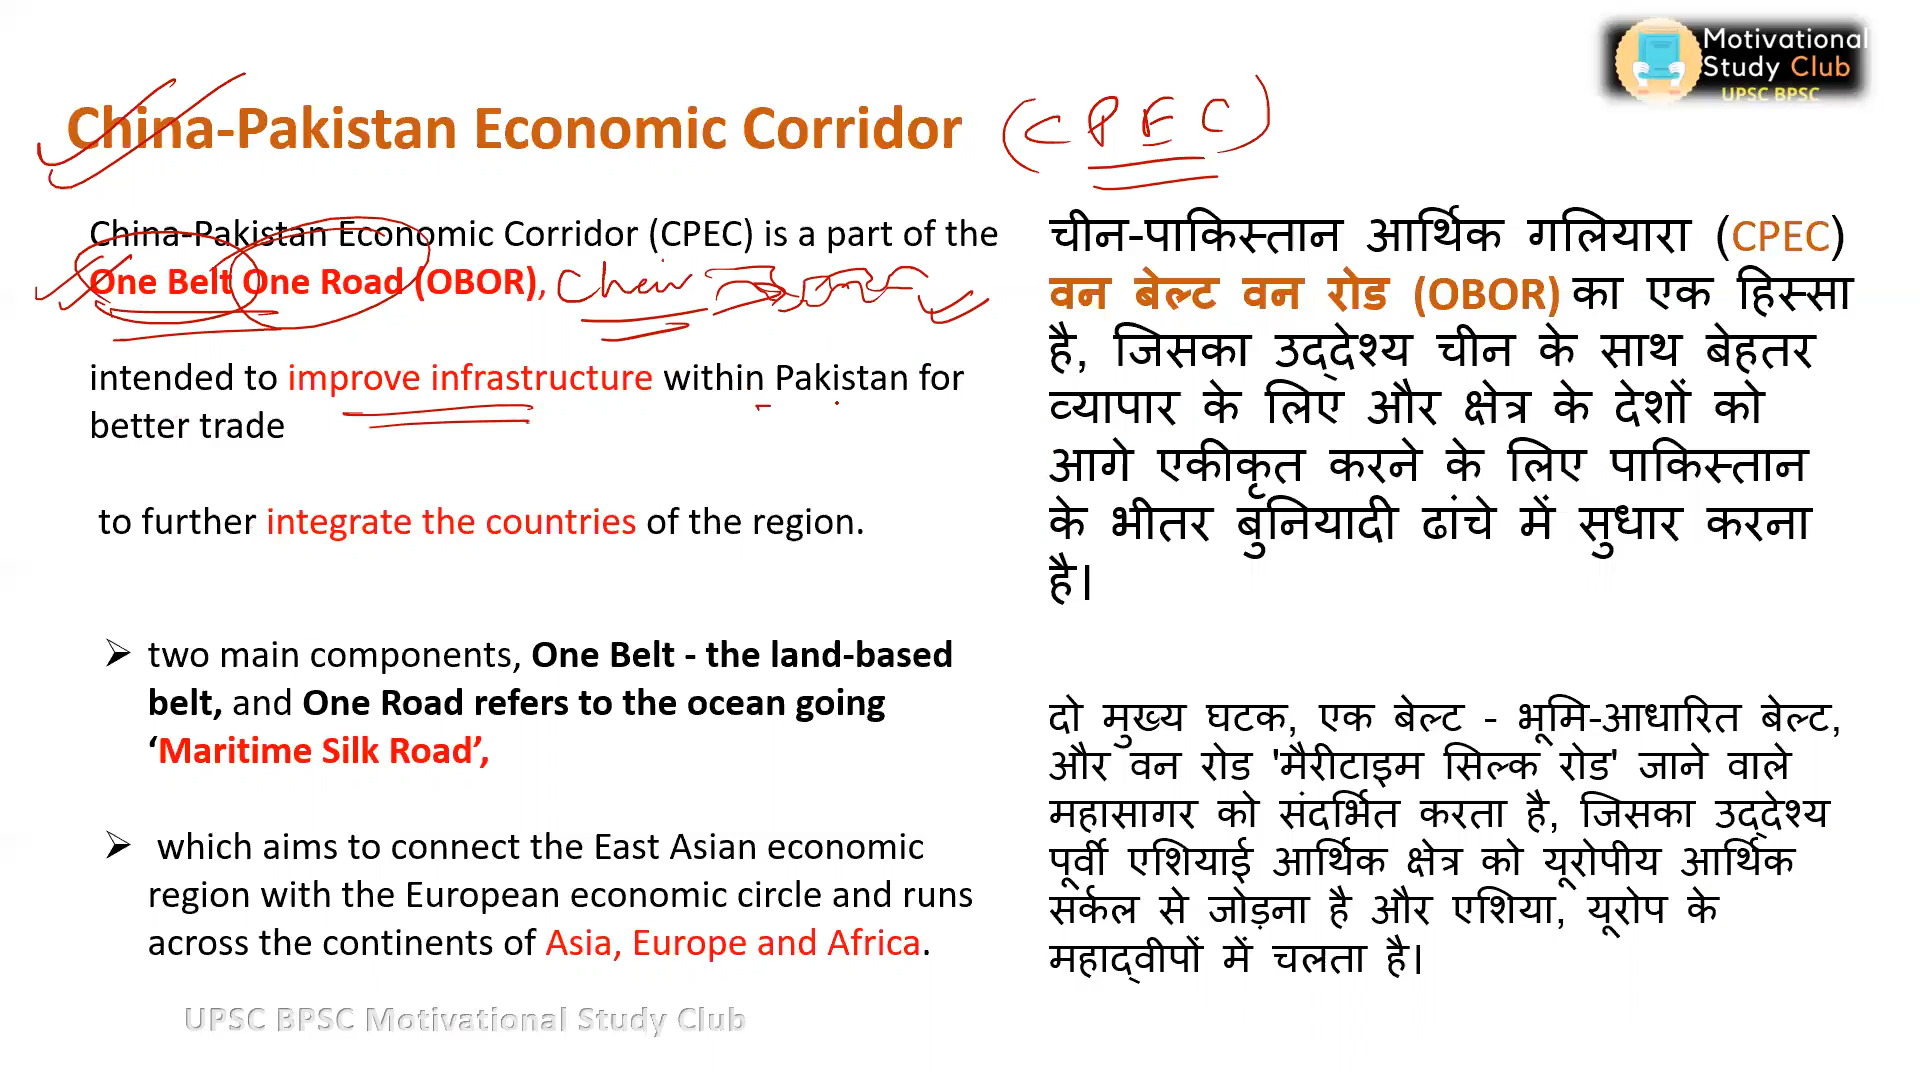 Motivational
Study Club
UPSC BPSC
China-Pakistan Economic Corridor (CPEC)
China-Pakistan Economic Corridor (CPEC) is a part of the
One Belt One Road (OBOR),
intended to improve infrastructure within Pakistan for
better trade
to further integrate the countries of the region.
➢ two main components, One Belt - the land-based
belt, and One Road refers to the ocean going
‘Maritime Silk Road’,
➢ which aims to connect the East Asian economic
region with the European economic circle and runs
across the continents of Asia, Europe and Africa.
चीन-पाकिस्तान आर्थिक गलियारा (CPEC)
वन बेल्ट वन रोड (OBOR) का एक हिस्सा
है, जिसका उद्देश्य चीन के साथ बेहतर
व्यापार के लिए और क्षेत्र के देशों को
आगे एकीकृत करने के लिए पाकिस्तान
के भीतर बुनियादी ढांचे में सुधार करना
है।
दो मुख्य घटक, एक बेल्ट - भूमि-आधारित बेल्ट,
और वन रोड 'मैरीटाइम सिल्क रोड' जाने वाले
महासागर को संदर्भित करता है, जिसका उद्देश्य
पूर्वी एशियाई आर्थिक क्षेत्र को यूरोपीय आर्थिक
सर्कल से जोड़ना है और एशिया, यूरोप के
महाद्वीपों में चलता है।
UPSC BPSC Motivational Study Club